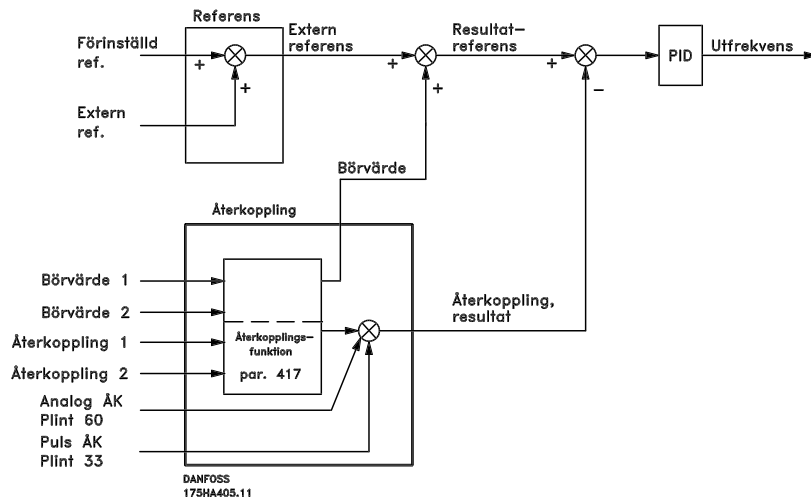 Referens
Förinställd
ref.
+
+
Extern
ref.
Extern
referens
+
+
Resultat-
referens
+
-
PID
Utfrekvens
Börvärde
Återkoppling
Börvärde 1
Börvärde 2
Återkoppling 1
Återkoppling 2
Återkopplings-
funktion
par. 417
Återkoppling,
resultat
Analog ÅK
Plint 60
Puls ÅK
Plint 33
DANFOSS
175HA405.11